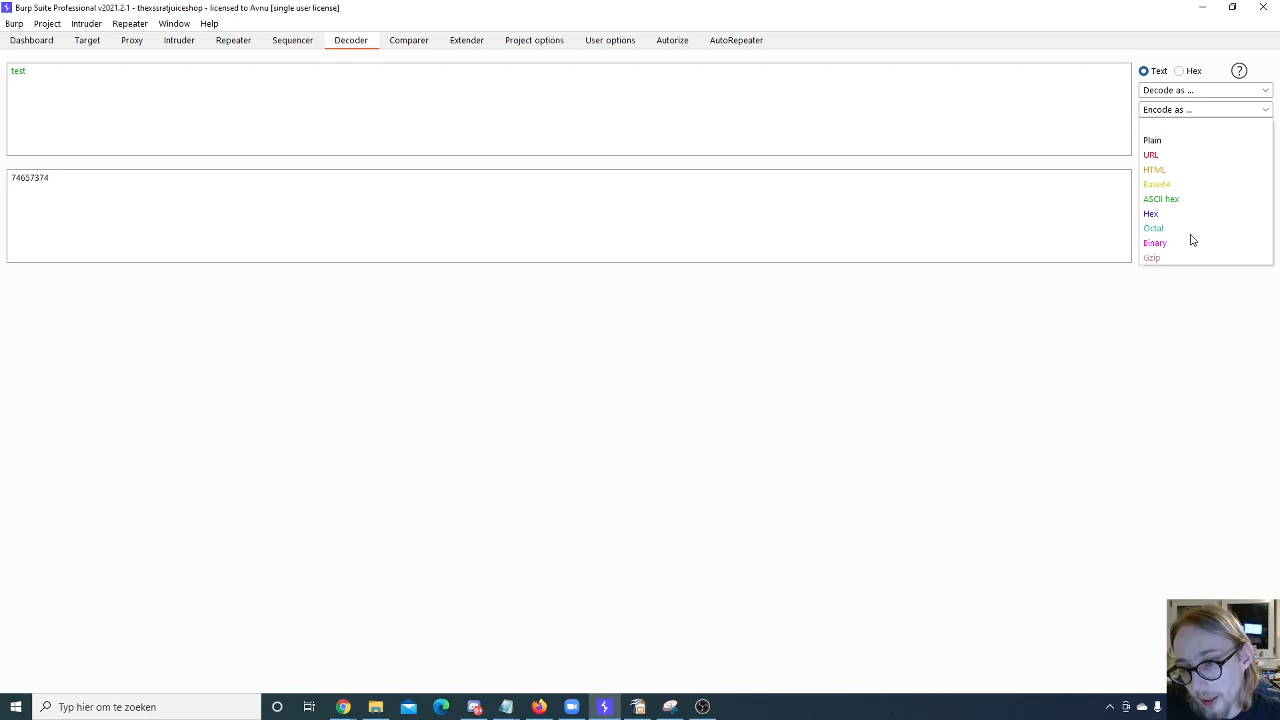 Burp Suite Professional v2021.2.1 - thexssratjuiceshop - licensed to Avnu [single user license]
Burp Project Intruder Repeater Window Help
Dashboard Target Proxy Intruder Repeater Sequencer Decoder Comparer Extender Project options User options Autorize AutoRepeater
test
Text Hex ?
Decode as ...
Encode as ...
Plain
URL
HTML
Base64
ASCII hex
Hex
Octal
Binary
Gzip
74657374
Typ hier om te zoeken